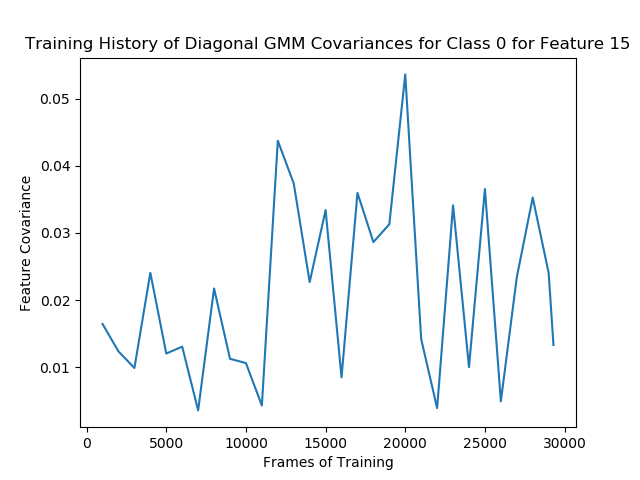 Training History of Diagonal GMM Covariances for Class 0 for Feature 15
0.05
0.04
0.03
0.02
0.01
Feature Covariance
0 5000 10000 15000 20000 25000 30000
Frames of Training